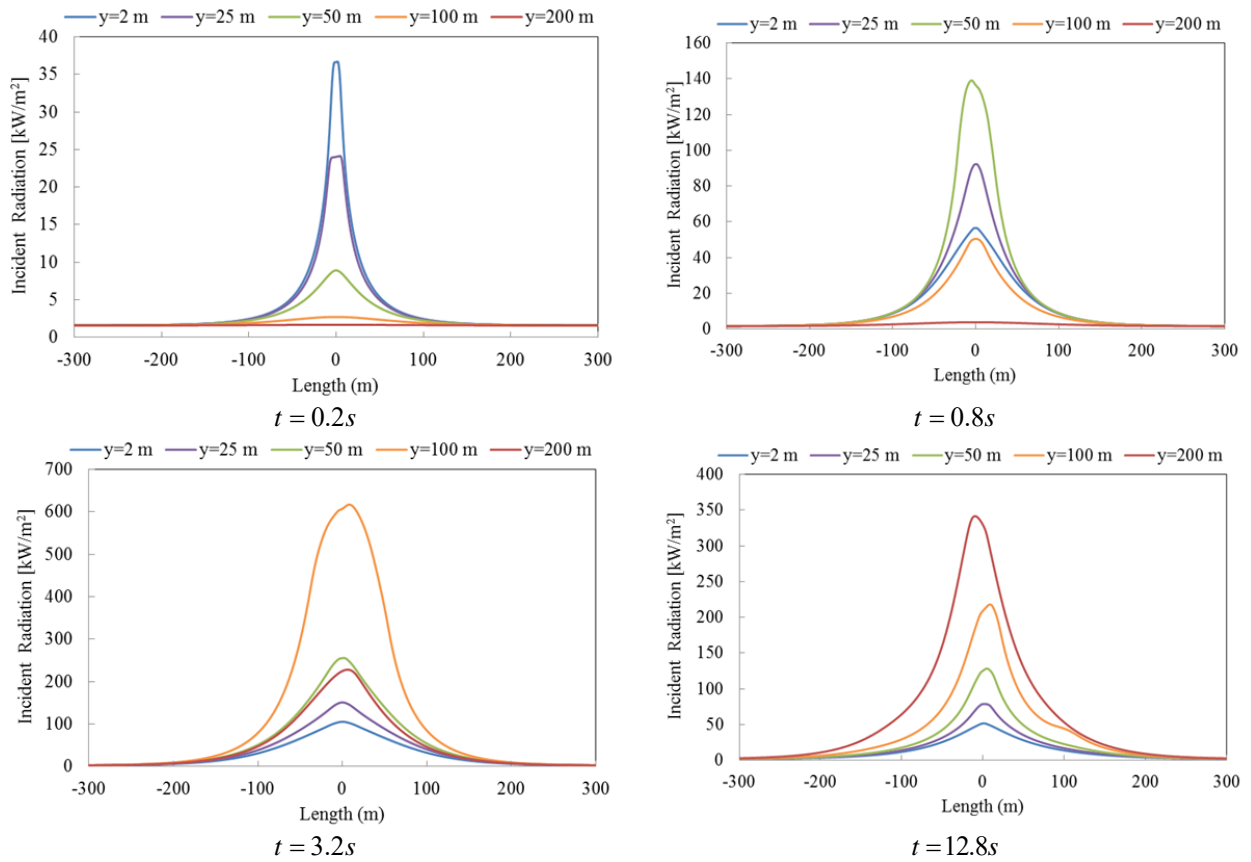 y=2 m y=25 m y=50 m y=100 m y=200 m
Incident Radiation [kW/m²]
40
35
30
25
20
15
10
5
0
-300 -200 -100 0 100 200 300
Length (m)
t = 0.2s
y=2 m y=25 m y=50 m y=100 m y=200 m
Incident Radiation [kW/m²]
160
140
120
100
80
60
40
20
0
-300 -200 -100 0 100 200 300
Length (m)
t = 0.8s
y=2 m y=25 m y=50 m y=100 m y=200 m
Incident Radiation [kW/m²]
700
600
500
400
300
200
100
0
-300 -200 -100 0 100 200 300
Length (m)
t = 3.2s
y=2 m y=25 m y=50 m y=100 m y=200 m
Incident Radiation [kW/m²]
400
350
300
250
200
150
100
50
0
-300 -200 -100 0 100 200 300
Length (m)
t =12.8s